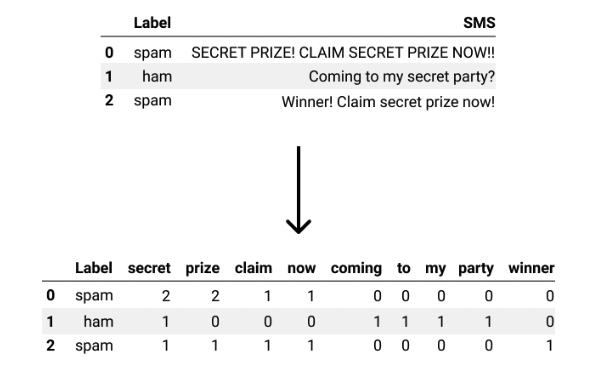 Label SMS
0 spam SECRET PRIZE! CLAIM SECRET PRIZE NOW!!
1 ham Coming to my secret party?
2 spam Winner! Claim secret prize now!
Label secret prize claim now coming to my party winner
0 spam 2 2 1 1 0 0 0 0 0
1 ham 1 0 0 0 1 1 1 1 0
2 spam 1 1 1 1 0 0 0 0 1